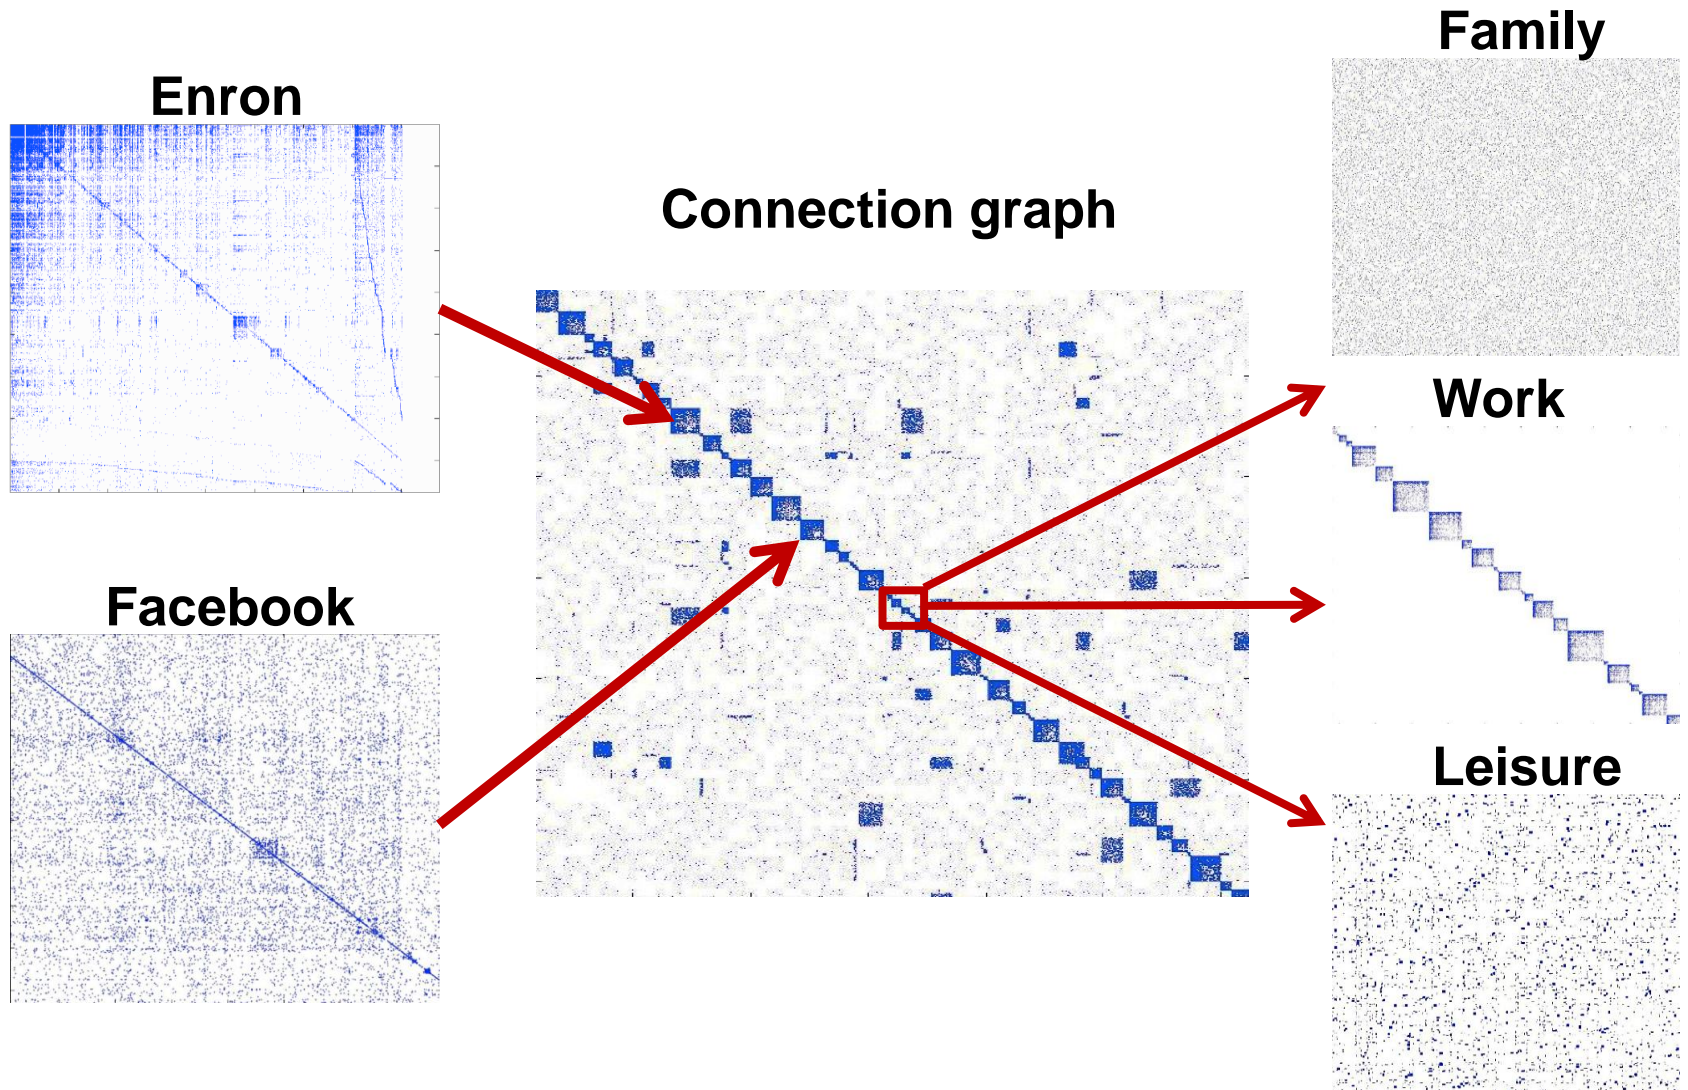 Enron
Facebook
Connection graph
Family
Work
Leisure